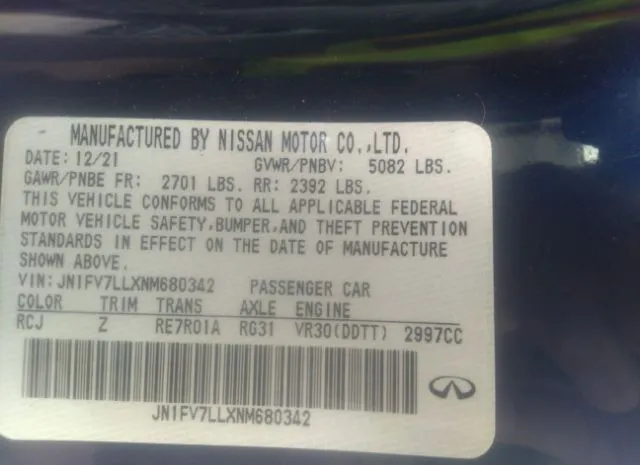 MANUFACTURED BY NISSAN MOTOR CO.,LTD.
DATE: 12/21 GVWR/PNBV: 5082 LBS.
GAWR/PNBE FR: 2701 LBS. RR: 2392 LBS.
THIS VEHICLE CONFORMS TO ALL APPLICABLE FEDERAL
MOTOR VEHICLE SAFETY,BUMPER,AND THEFT PREVENTION
STANDARDS IN EFFECT ON THE DATE OF MANUFACTURE
SHOWN ABOVE.
VIN:JN1FV7LLXNM680342 PASSENGER CAR
COLOR TRIM TRANS AXLE ENGINE
RCJ Z RE7R01A RG31 VR30(DDTT) 2997CC
JN1FV7LLXNM680342